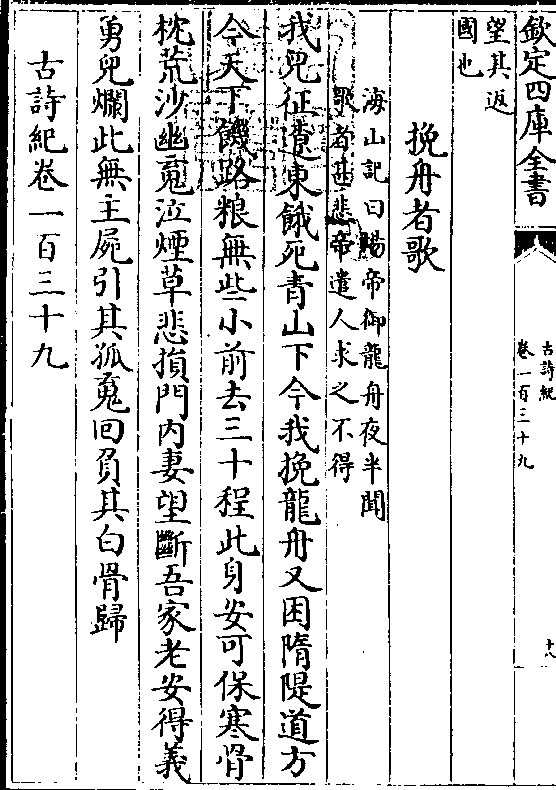 欽定四庫全書
古詩紀
卷一百三十九
十八
望其返
國也
挽舟者歌
海山記曰煬帝御龍舟夜半聞
歌者甚悲帝遣人求之不得
我兒征遼東餓死青山下今我挽龍舟又困隋隄道方
今天下饑路粮無些小前去三十程此身安可保寒骨
枕荒沙幽䰟泣煙草悲損門内妻望斷吾家老安得義
勇兒爛此無主屍引其孤䰟回負其白骨歸
古詩紀卷一百三十九